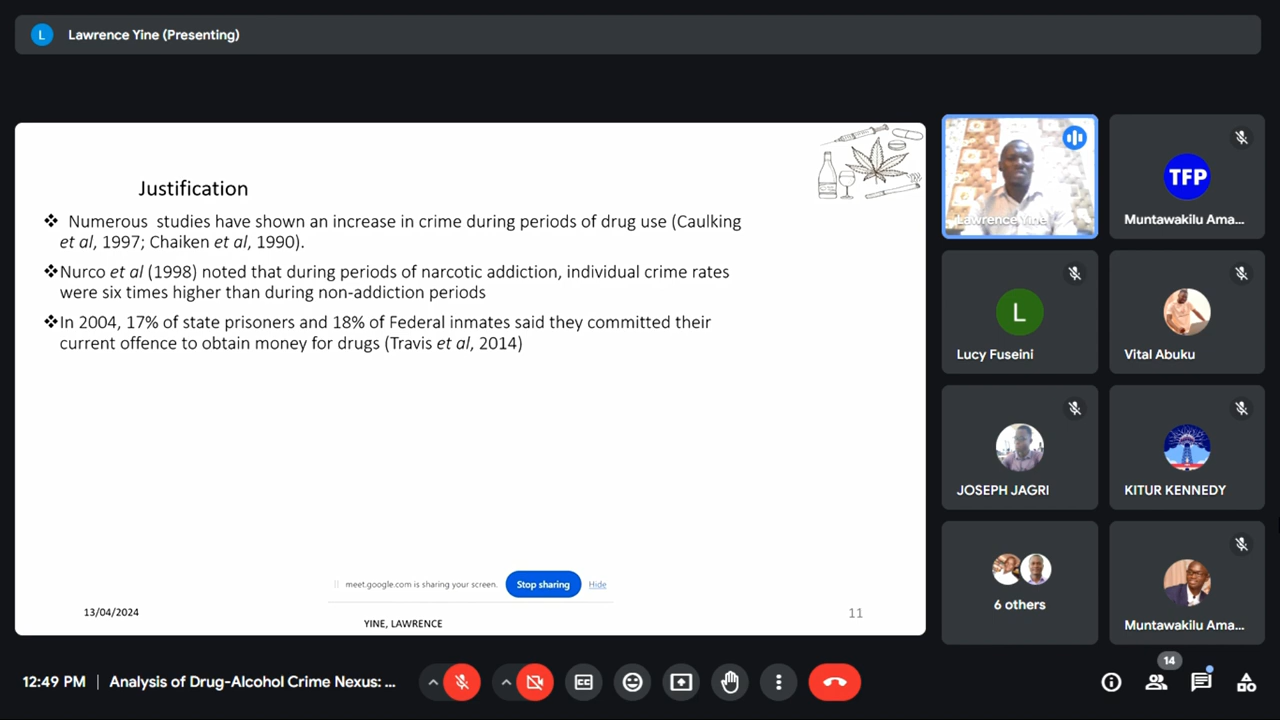 L Lawrence Yine (Presenting)
Justification
❖ Numerous studies have shown an increase in crime during periods of drug use (Caulking
et al, 1997; Chaiken et al, 1990).
❖Nurco et al (1998) noted that during periods of narcotic addiction, individual crime rates
were six times higher than during non-addiction periods
❖In 2004, 17% of state prisoners and 18% of Federal inmates said they committed their
current offence to obtain money for drugs (Travis et al, 2014)
meet.google.com is sharing your screen. Stop sharing Hide
13/04/2024
YINE, LAWRENCE
11
Lawrence Yine
TFP
Muntawakilu Ama...
L
Lucy Fuseini
Vital Abuku
JOSEPH JAGRI
KITUR KENNEDY
6 others
Muntawakilu Ama...
12:49 PM | Analysis of Drug-Alcohol Crime Nexus: ...
14